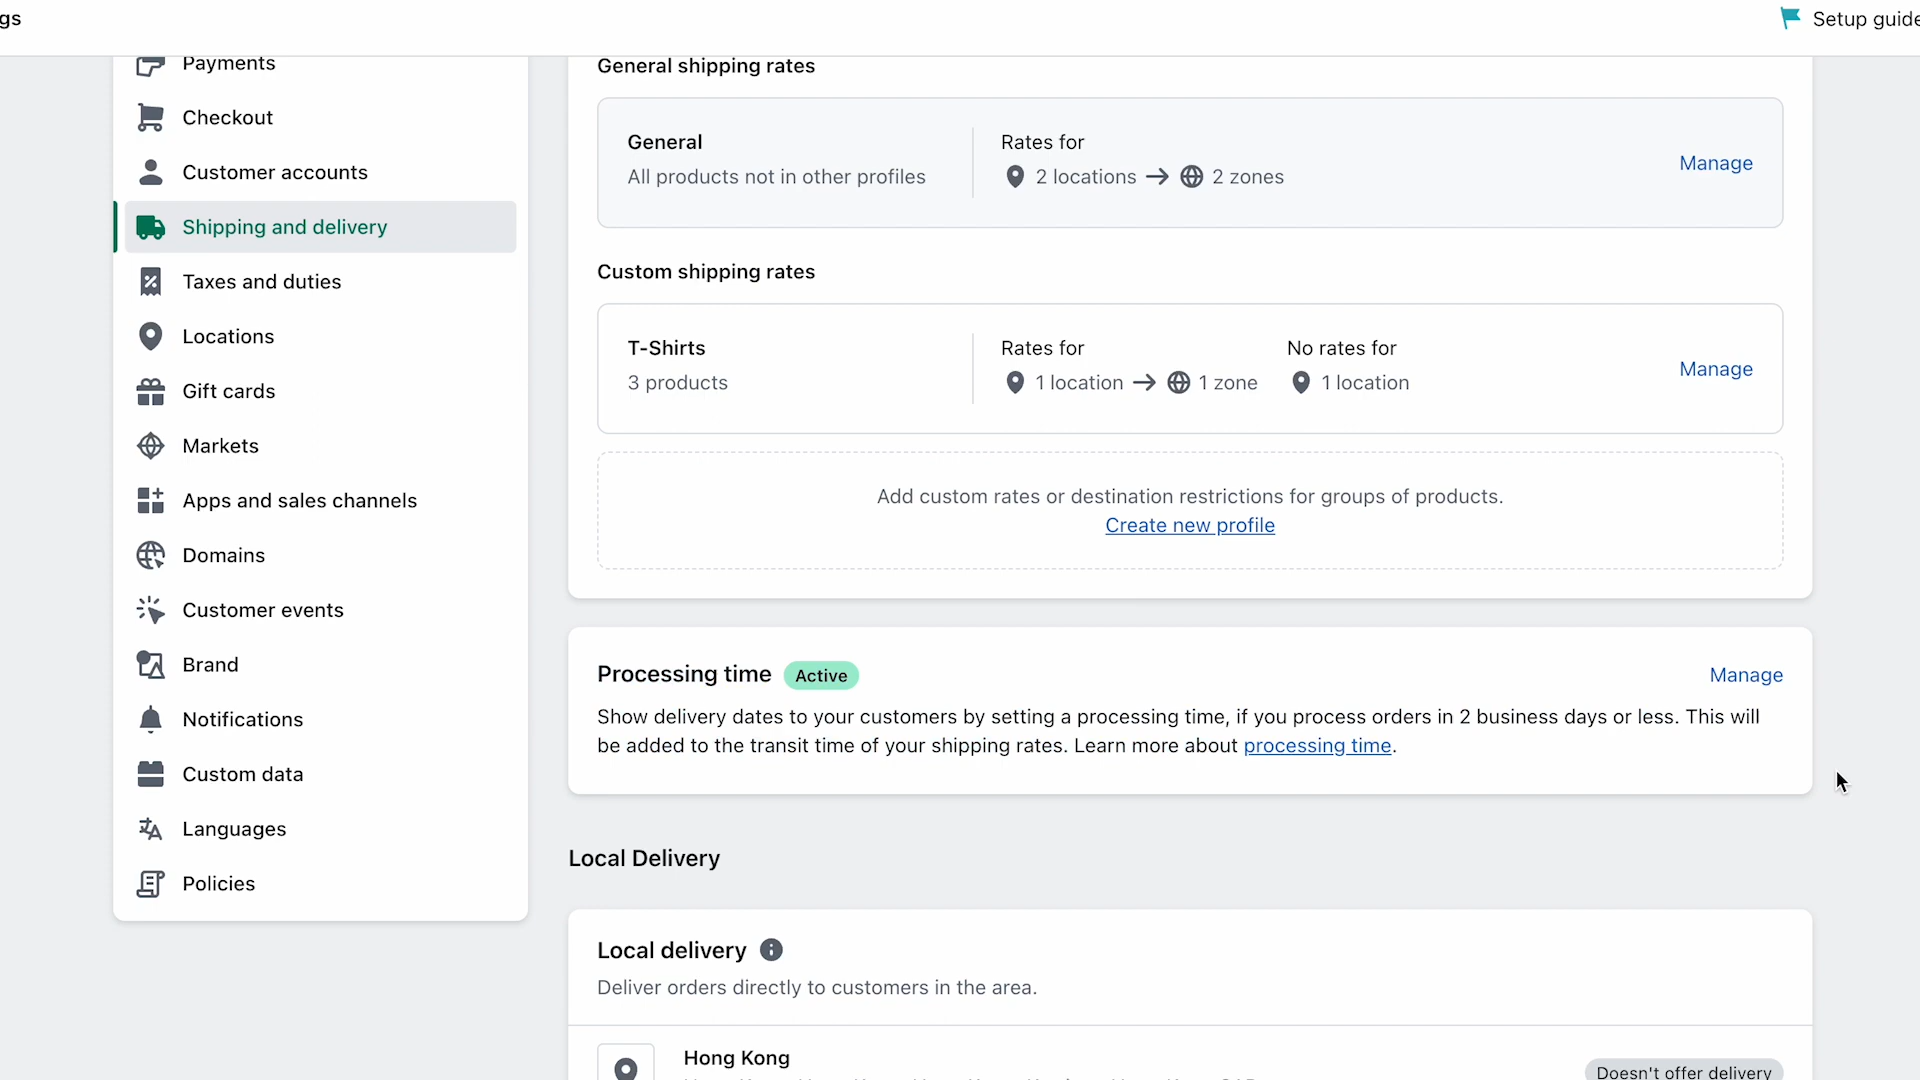 gs
Setup guide
Payments
Checkout
Customer accounts
Shipping and delivery
Taxes and duties
Locations
Gift cards
Markets
Apps and sales channels
Domains
Customer events
Brand
Notifications
Custom data
Languages
Policies
General shipping rates
General
All products not in other profiles
Rates for
2 locations → 2 zones
Manage
Custom shipping rates
T-Shirts
3 products
Rates for
1 location → 1 zone
No rates for
1 location
Manage
Add custom rates or destination restrictions for groups of products.
Create new profile
Processing time Active
Manage
Show delivery dates to your customers by setting a processing time, if you process orders in 2 business days or less. This will
be added to the transit time of your shipping rates. Learn more about processing time.
Local Delivery
Local delivery
Deliver orders directly to customers in the area.
Hong Kong
Doesn't offer delivery